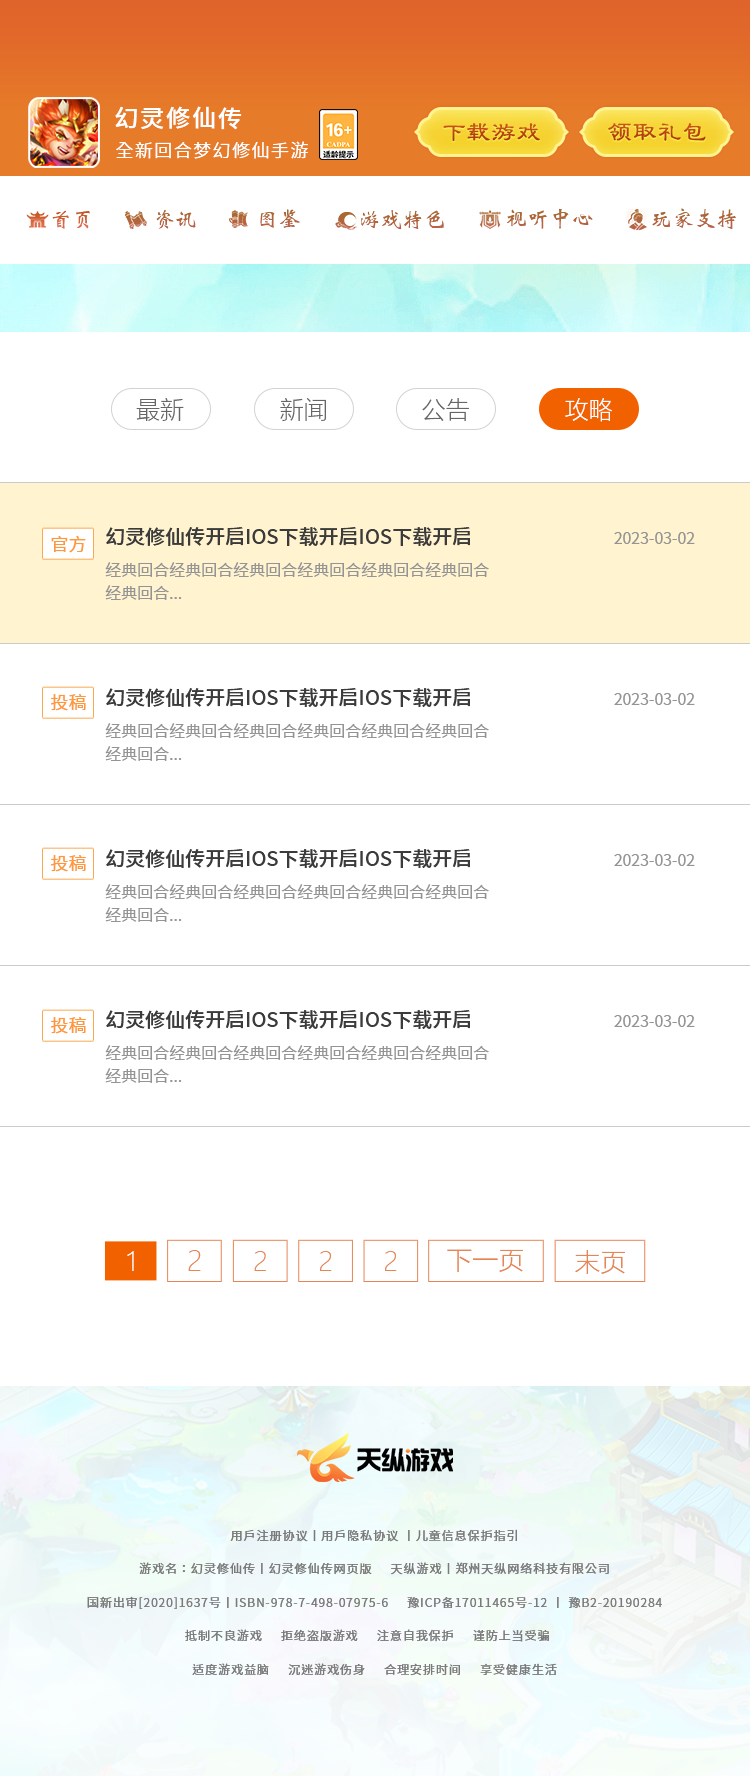 幻灵修仙传
全新回合梦幻修仙手游
16+
CADPA
适龄提示
下载游戏
领取礼包
首页
资讯
图鉴
游戏特色
视听中心
玩家支持
最新
新闻
公告
攻略
官方
幻灵修仙传开启IOS下载开启IOS下载开启
2023-03-02
经典回合经典回合经典回合经典回合经典回合经典回合
经典回合...
投稿
幻灵修仙传开启IOS下载开启IOS下载开启
2023-03-02
经典回合经典回合经典回合经典回合经典回合经典回合
经典回合...
投稿
幻灵修仙传开启IOS下载开启IOS下载开启
2023-03-02
经典回合经典回合经典回合经典回合经典回合经典回合
经典回合...
投稿
幻灵修仙传开启IOS下载开启IOS下载开启
2023-03-02
经典回合经典回合经典回合经典回合经典回合经典回合
经典回合...
1 2 2 2 2 下一页 末页
天纵游戏
用戶注册协议丨用戶隐私协议 丨儿童信息保护指引
游戏名：幻灵修仙传丨幻灵修仙传网页版 天纵游戏丨郑州天纵网络科技有限公司
国新出审[2020]1637号丨ISBN-978-7-498-07975-6 豫ICP备17011465号-12 丨 豫B2-20190284
抵制不良游戏 拒绝盗版游戏 注意自我保护 谨防上当受骗
适度游戏益脑 沉迷游戏伤身 合理安排时间 享受健康生活